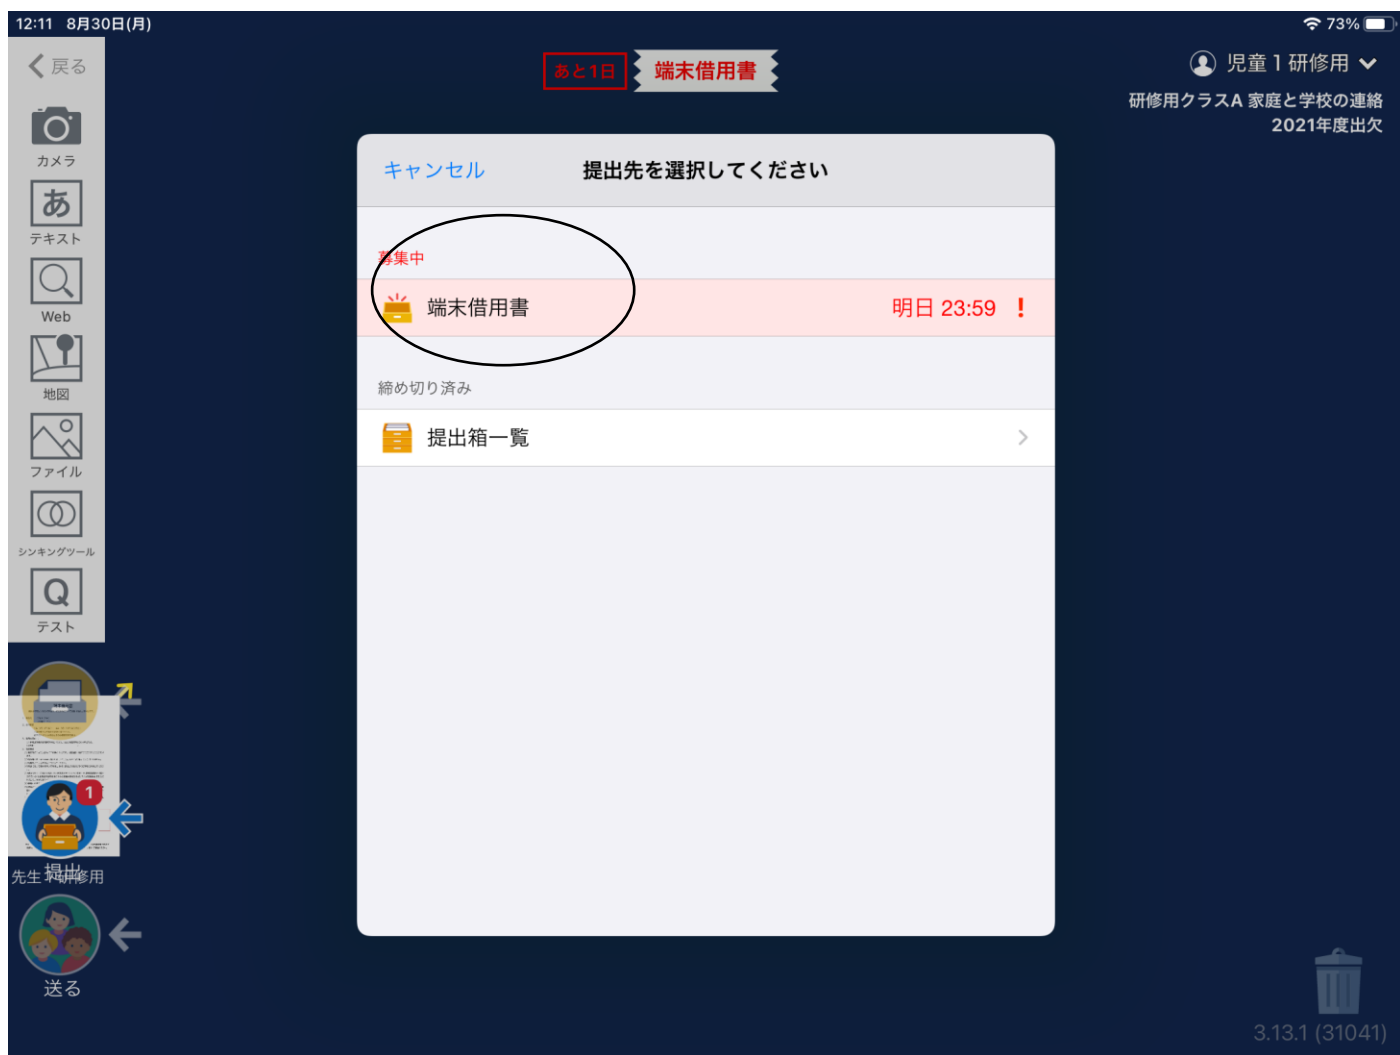 12:11 8月30日(月)
73%
戻る
あと1日
端末借用書
児童1研修用
研修用クラスA 家庭と学校の連絡
2021年度出欠
カメラ
あ
テキスト
Web
地図
ファイル
シンキングツール
Q
テスト
キャンセル
提出先を選択してください
募集中
端末借用書
明日 23:59 !
締め切り済み
提出箱一覧
1
提出
送る
3.13.1 (31041)